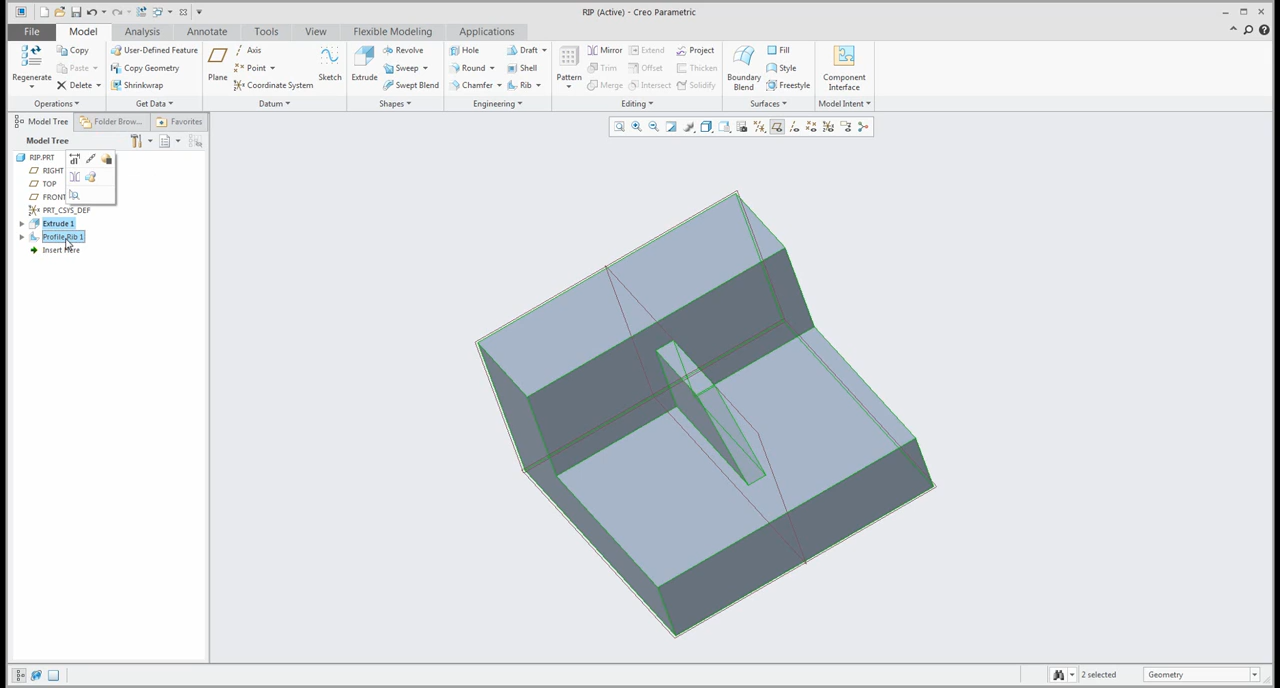 RIP (Active) - Creo Parametric
File Model Analysis Annotate Tools View Flexible Modeling Applications
Regenerate
Copy
Paste
Delete
User-Defined Feature
Copy Geometry
Shrinkwrap
Plane
Axis
Point
Coordinate System
Sketch
Extrude
Revolve
Sweep
Swept Blend
Hole
Round
Chamfer
Draft
Shell
Rib
Pattern
Mirror
Trim
Merge
Extend
Offset
Intersect
Project
Thicken
Solidify
Boundary
Blend
Fill
Style
Freestyle
Component
Interface
Operations Get Data Datum Shapes Engineering Editing Surfaces Model Intent
Model Tree Folder Brow... Favorites
Model Tree
RIP.PRT
RIGHT
TOP
FRONT
PRT_CSYS_DEF
Extrude 1
Profile Rib 1
Insert Here
2 selected
Geometry